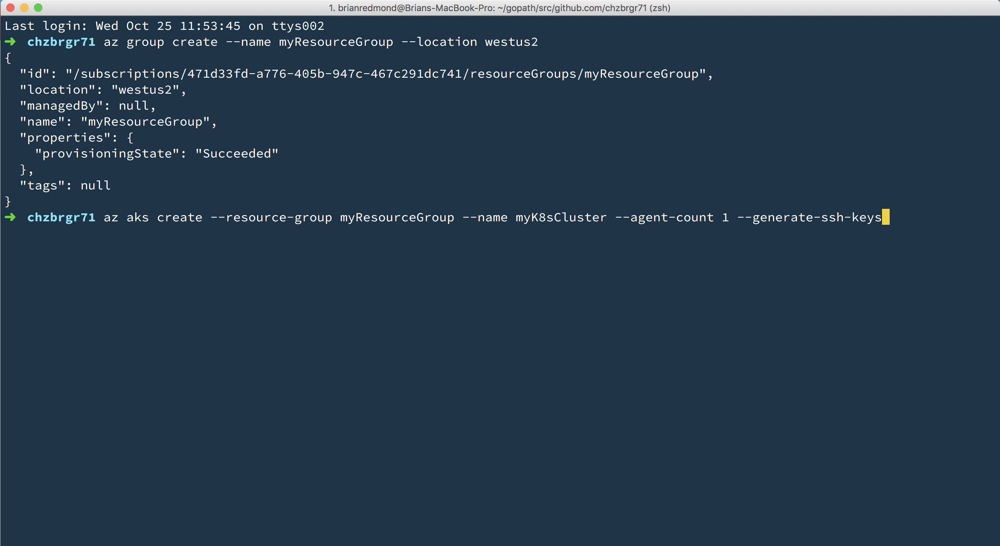 1. brianredmond@Brians-MacBook-Pro: ~/gopath/src/github.com/chzbrgr71 (zsh)
Last login: Wed Oct 25 11:53:45 on ttys002
➜  chzbrgr71 az group create --name myResourceGroup --location westus2
{
  "id": "/subscriptions/471d33fd-a776-405b-947c-467c291dc741/resourceGroups/myResourceGroup",
  "location": "westus2",
  "managedBy": null,
  "name": "myResourceGroup",
  "properties": {
    "provisioningState": "Succeeded"
  },
  "tags": null
}
➜  chzbrgr71 az aks create --resource-group myResourceGroup --name myK8sCluster --agent-count 1 --generate-ssh-keys